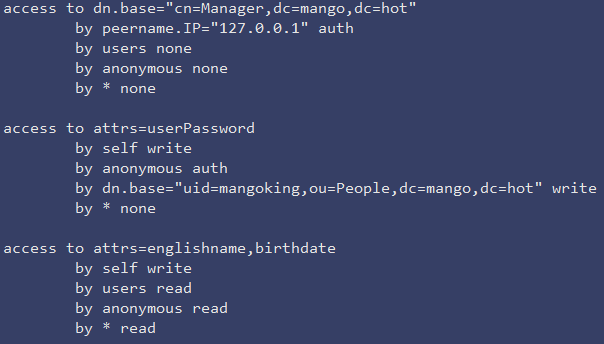 access to dn.base="cn=Manager,dc=mango,dc=hot"
        by peername.IP="127.0.0.1" auth
        by users none
        by anonymous none
        by * none

access to attrs=userPassword
        by self write
        by anonymous auth
        by dn.base="uid=mangoking,ou=People,dc=mango,dc=hot" write
        by * none

access to attrs=englishname,birthdate
        by self write
        by users read
        by anonymous read
        by * read